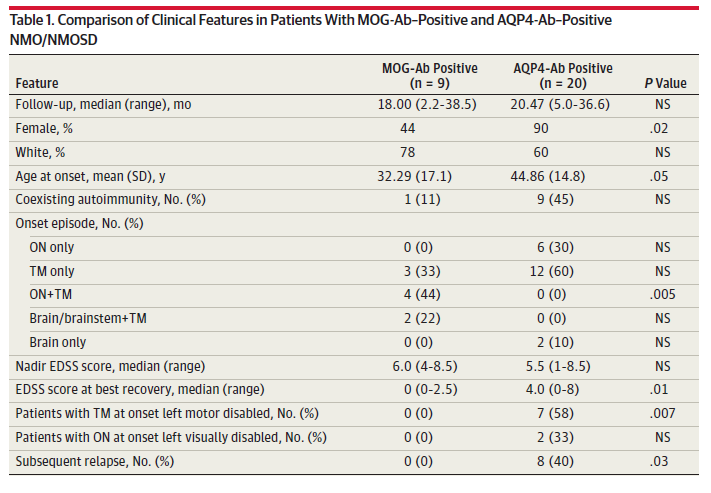 Table 1. Comparison of Clinical Features in Patients With MOG-Ab–Positive and AQP4-Ab–Positive
NMO/NMOSD
Feature MOG-Ab Positive (n = 9) AQP4-Ab Positive (n = 20) P Value
Follow-up, median (range), mo 18.00 (2.2-38.5) 20.47 (5.0-36.6) NS
Female, % 44 90 .02
White, % 78 60 NS
Age at onset, mean (SD), y 32.29 (17.1) 44.86 (14.8) .05
Coexisting autoimmunity, No. (%) 1 (11) 9 (45) NS
Onset episode, No. (%)
ON only 0 (0) 6 (30) NS
TM only 3 (33) 12 (60) NS
ON+TM 4 (44) 0 (0) .005
Brain/brainstem+TM 2 (22) 0 (0) NS
Brain only 0 (0) 2 (10) NS
Nadir EDSS score, median (range) 6.0 (4-8.5) 5.5 (1-8.5) NS
EDSS score at best recovery, median (range) 0 (0-2.5) 4.0 (0-8) .01
Patients with TM at onset left motor disabled, No. (%) 0 (0) 7 (58) .007
Patients with ON at onset left visually disabled, No. (%) 0 (0) 2 (33) NS
Subsequent relapse, No. (%) 0 (0) 8 (40) .03